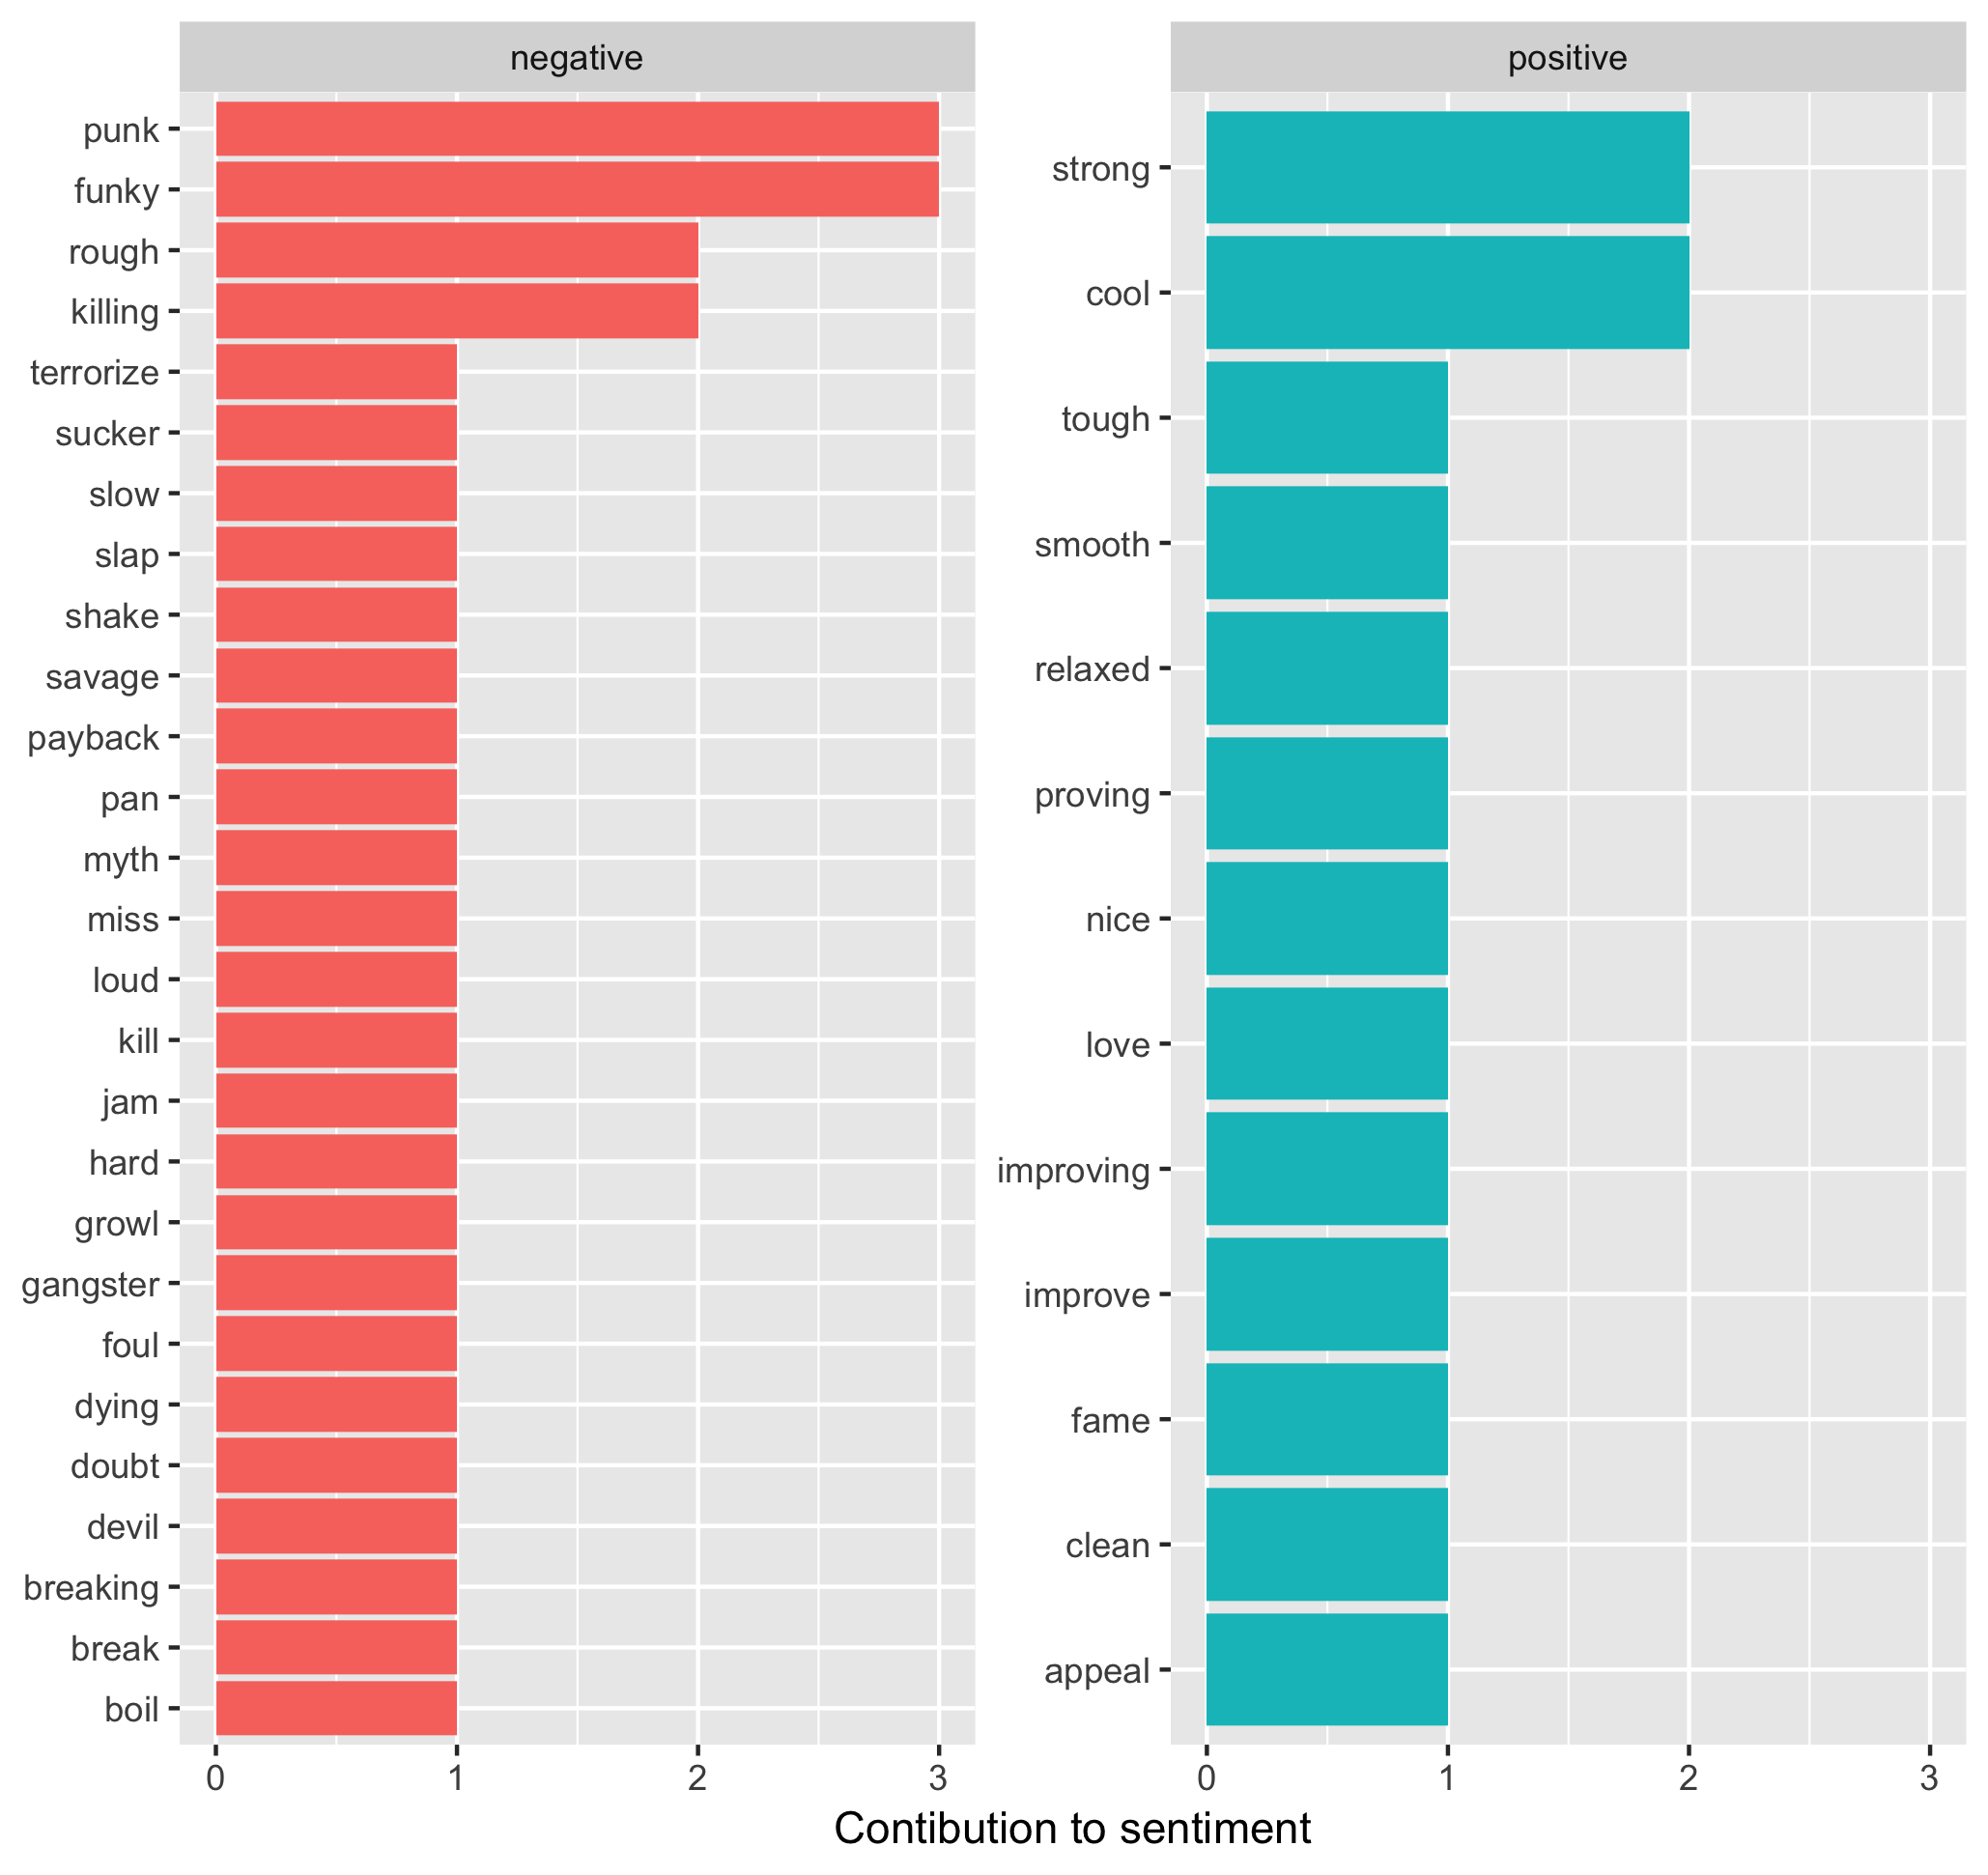 negative
punk
funky
rough
killing
terrorize
sucker
slow
slap
shake
savage
payback
pan
myth
miss
loud
kill
jam
hard
growl
gangster
foul
dying
doubt
devil
breaking
break
boil
0 1 2 3
positive
strong
cool
tough
smooth
relaxed
proving
nice
love
improving
improve
fame
clean
appeal
0 1 2 3
Contibution to sentiment